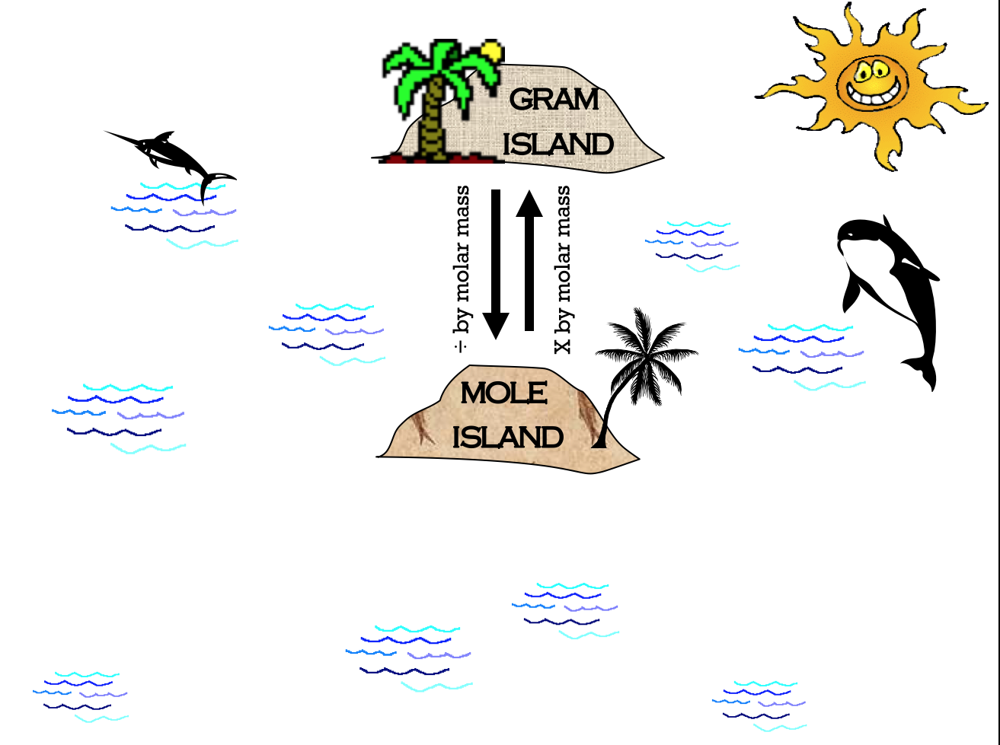 GRAM
ISLAND
÷ by molar mass
X by molar mass
MOLE
ISLAND